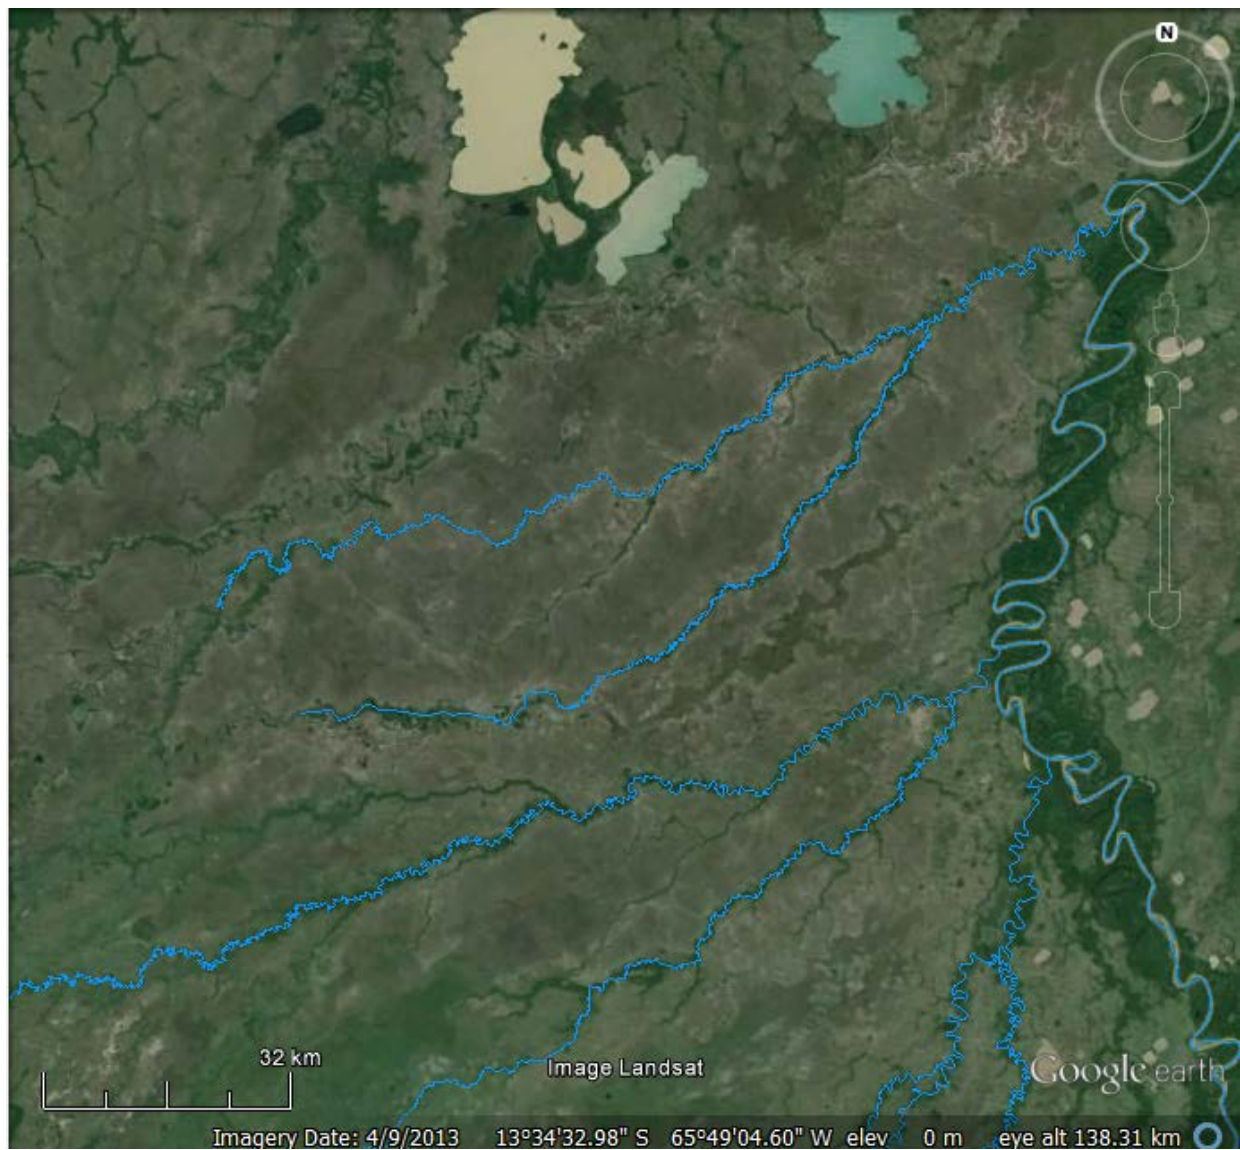 N
32 km
Image Landsat
Google earth
Imagery Date: 4/9/2013 13°34'32.98" S 65°49'04.60" W elev 0 m eye alt 138.31 km